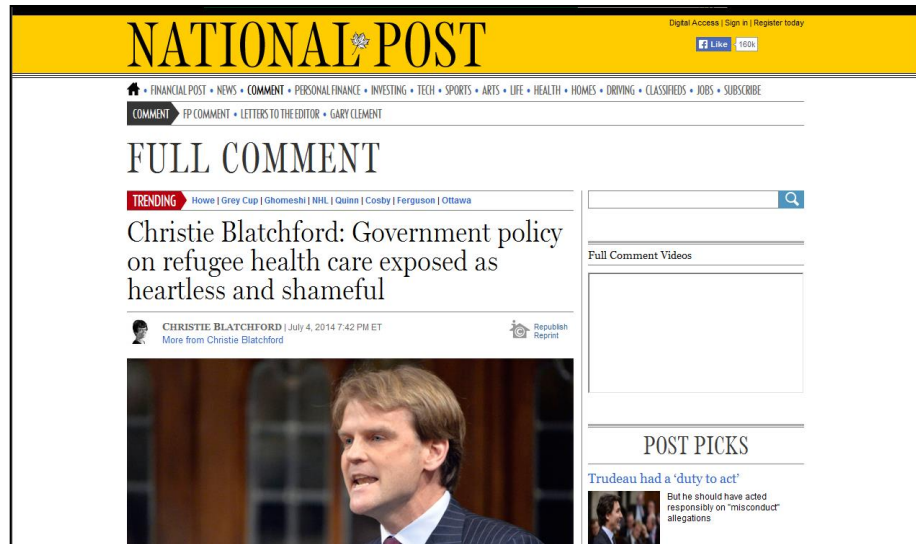 NATIONAL POST
Digital Access | Sign in | Register today
Like 160k
• FINANCIAL POST • NEWS • COMMENT • PERSONAL FINANCE • INVESTING • TECH • SPORTS • ARTS • LIFE • HEALTH • HOMES • DRIVING • CLASSIFIEDS • JOBS • SUBSCRIBE
COMMENT FP COMMENT • LETTERS TO THE EDITOR • GARY CLEMENT
FULL COMMENT
TRENDING Howe | Grey Cup | Ghomeshi | NHL | Quinn | Cosby | Ferguson | Ottawa
Christie Blatchford: Government policy
on refugee health care exposed as
heartless and shameful
CHRISTIE BLATCHFORD | July 4, 2014 7:42 PM ET
More from Christie Blatchford
Republish
Reprint
Full Comment Videos
POST PICKS
Trudeau had a ‘duty to act’
But he should have acted
responsibly on "misconduct"
allegations